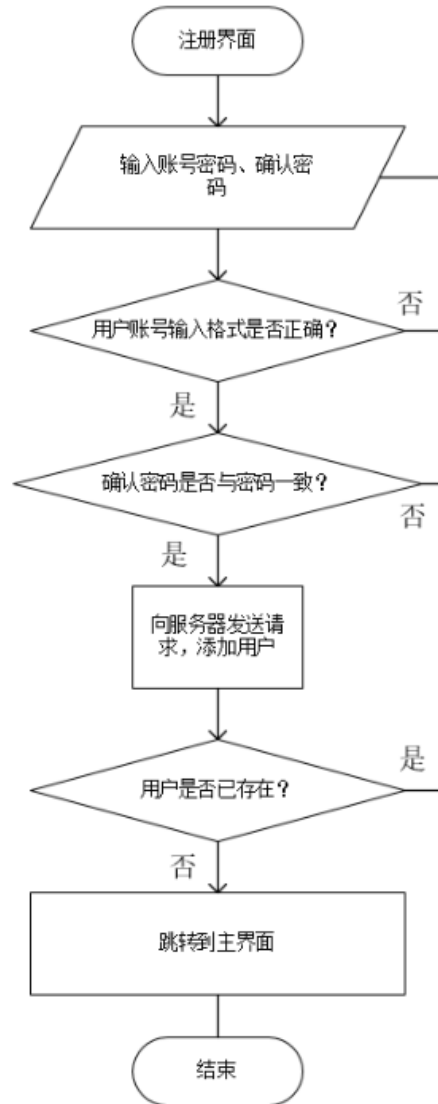 注册界面
输入账号密码、确认密
码
用户账号输入格式是否正确？
否
是
确认密码是否与密码一致？
否
是
向服务器发送请
求，添加用户
用户是否已存在？
是
否
跳转到主界面
结束